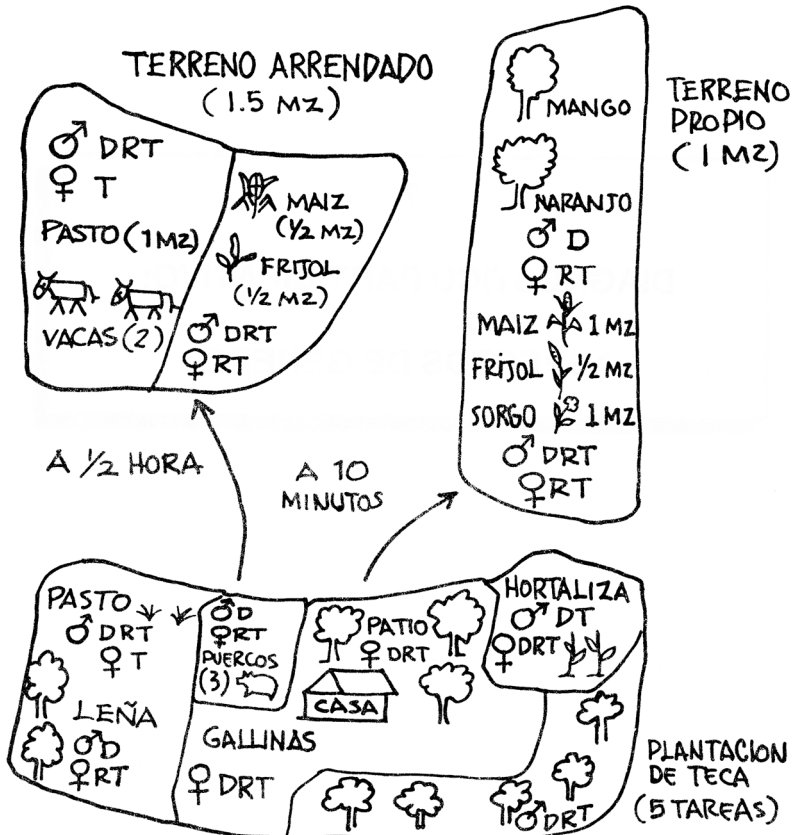 TERRENO ARRENDADO
(1.5 MZ)
♂ DRT
♀ T
PASTO (1 MZ)
VACAS (2)
MAIZ
(1/2 MZ)
FRIJOL
(1/2 MZ)
♂ DRT
♀ RT
TERRENO
PROPIO
(1 MZ)
MANGO
NARANJO
♂ D
♀ RT
MAIZ 1 MZ
FRIJOL 1/2 MZ
SORGO 1 MZ
♂ DRT
♀ RT
A 1/2 HORA
A 10
MINUTOS
PASTO
♂ DRT
♀ T
LEÑA
♂ D
♀ RT
♂ D
♀ RT
PUERCOS
(3)
GALLINAS
♀ DRT
PATIO
♀ DRT
CASA
HORTALIZA
♂ DT
♀ DRT
PLANTACION
DE TECA
(5 TAREAS)
♂ DRT